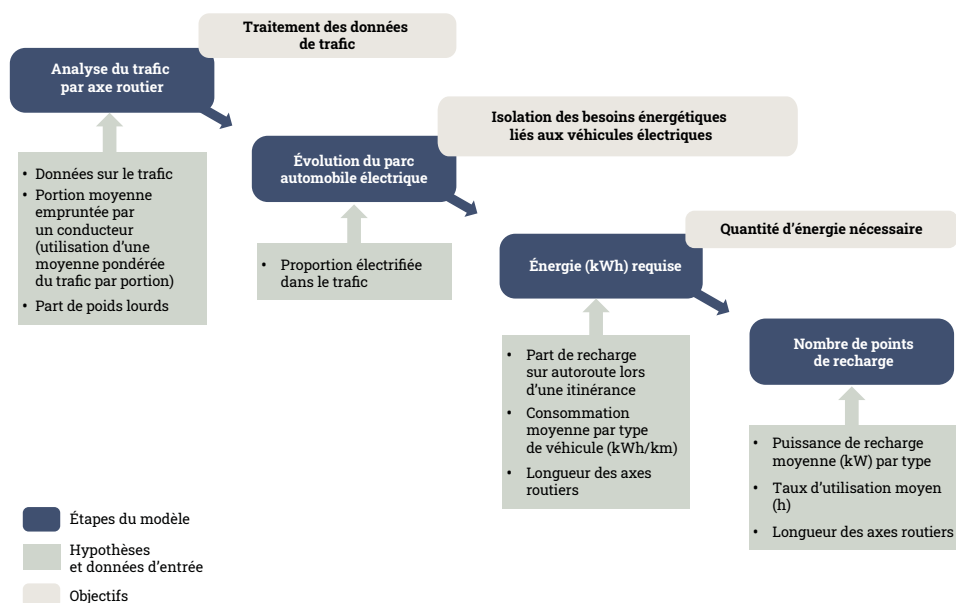 Traitement des données
de trafic
Analyse du trafic
par axe routier
• Données sur le trafic
• Portion moyenne
empruntée par
un conducteur
(utilisation d'une
moyenne pondérée
du trafic par portion)
• Part de poids lourds
Isolation des besoins énergétiques
liés aux véhicules électriques
Évolution du parc
automobile électrique
• Proportion électrifiée
dans le trafic
Quantité d'énergie nécessaire
Énergie (kWh) requise
• Part de recharge
sur autoroute lors
d'une itinérance
• Consommation
moyenne par type
de véhicule (kWh/km)
• Longueur des axes
routiers
Nombre de points
de recharge
• Puissance de recharge
moyenne (kW) par type
• Taux d'utilisation moyen
(h)
• Longueur des axes routiers
Étapes du modèle
Hypothèses
et données d'entrée
Objectifs